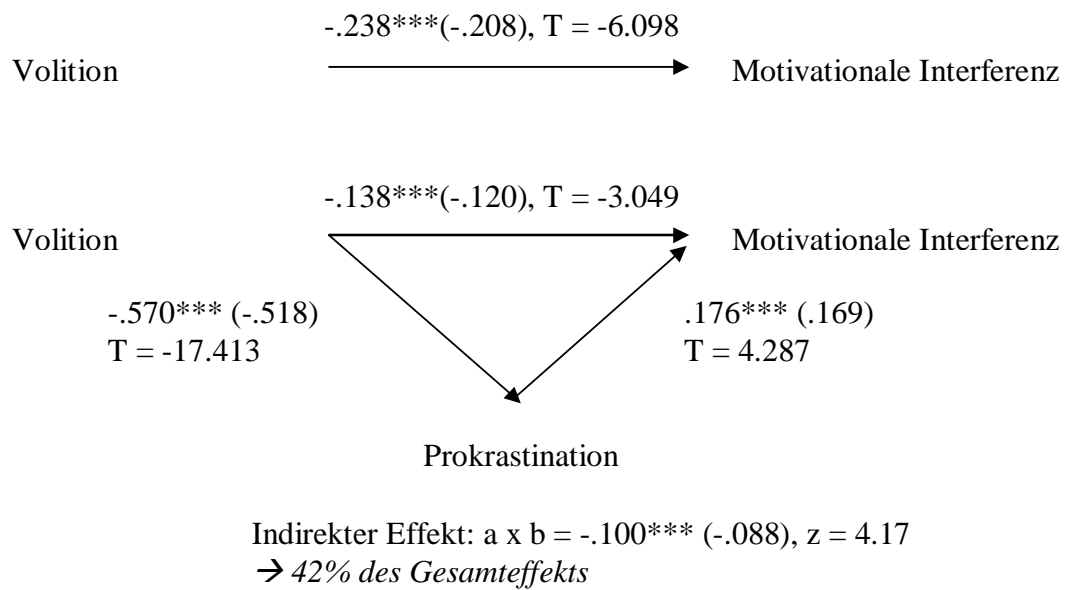 -.238***(-.208), T = -6.098
Volition Motivationale Interferenz
-.138***(-.120), T = -3.049
Volition Motivationale Interferenz
-.570*** (-.518) .176*** (.169)
T = -17.413 T = 4.287
Prokrastination
Indirekter Effekt: a x b = -.100*** (-.088), z = 4.17
→ 42% des Gesamteffekts